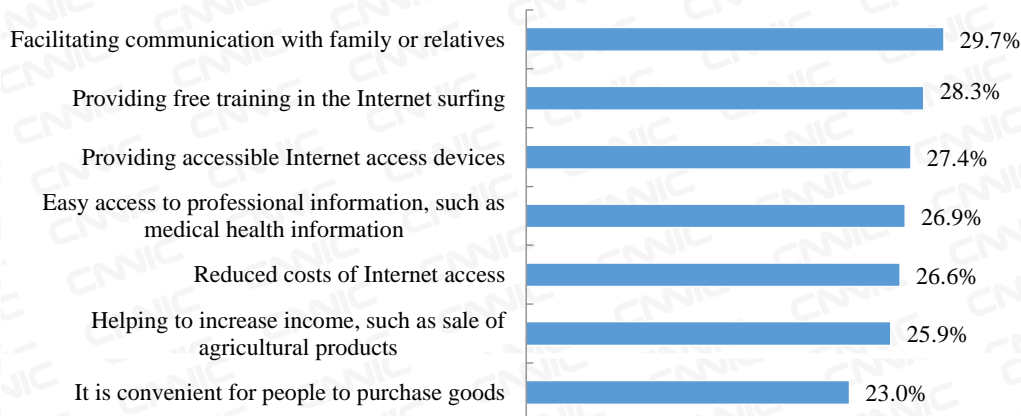 Facilitating communication with family or relatives 29.7%
Providing free training in the Internet surfing 28.3%
Providing accessible Internet access devices 27.4%
Easy access to professional information, such as
medical health information 26.9%
Reduced costs of Internet access 26.6%
Helping to increase income, such as sale of
agricultural products 25.9%
It is convenient for people to purchase goods 23.0%
CNNIC